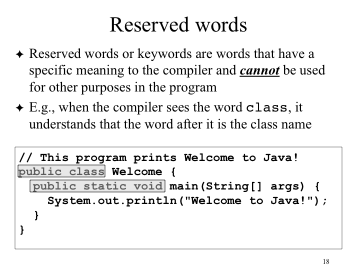 Reserved words
✦ Reserved words or keywords are words that have a
specific meaning to the compiler and cannot be used
for other purposes in the program
✦ E.g., when the compiler sees the word class, it
understands that the word after it is the class name
// This program prints Welcome to Java!
public class Welcome {
public static void main(String[] args) {
System.out.println("Welcome to Java!");
}
}
18